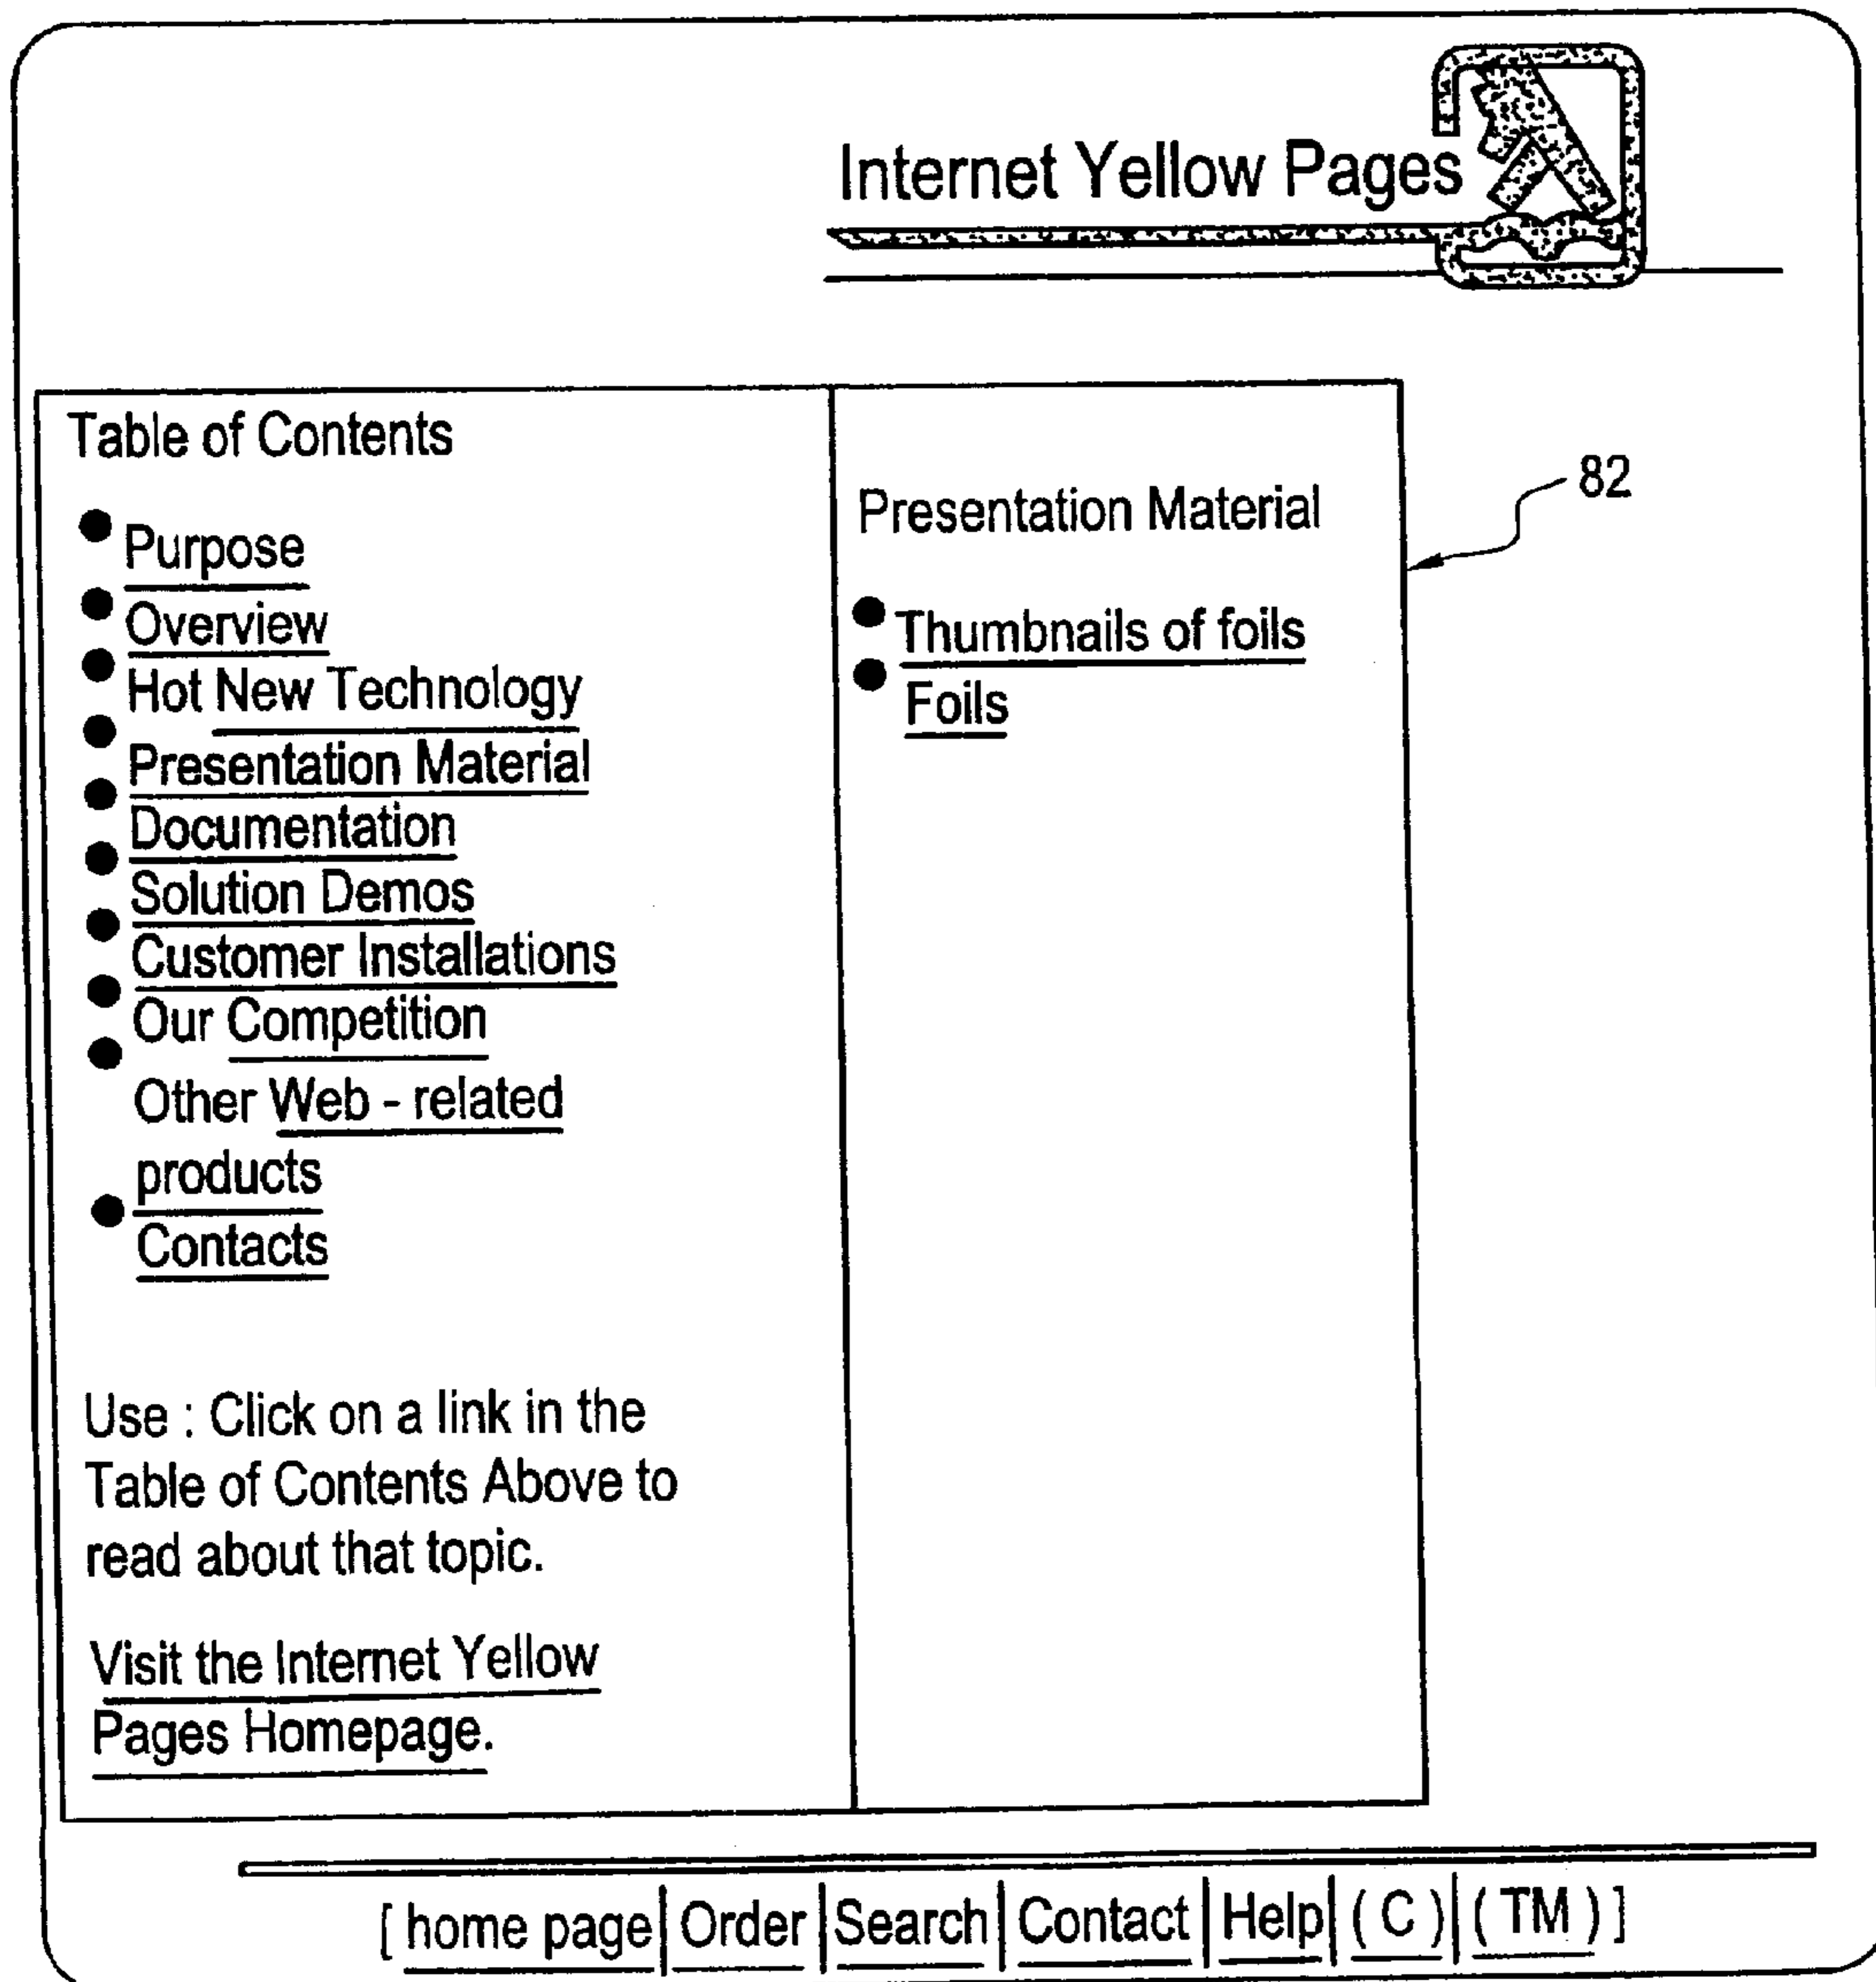 Internet Yellow Pages
Table of Contents
● Purpose
● Overview
● Hot New Technology
● Presentation Material
● Documentation
● Solution Demos
● Customer Installations
● Our Competition
● Other Web - related
products
● Contacts
Use : Click on a link in the
Table of Contents Above to
read about that topic.
Visit the Internet Yellow
Pages Homepage.
Presentation Material
● Thumbnails of foils
● Foils
82
[ home page | Order | Search | Contact | Help | ( C ) | ( TM ) ]